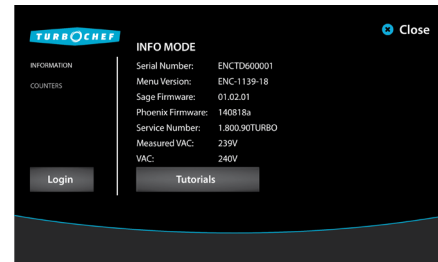 TURBOCHEF
Close
INFO MODE
INFORMATION
COUNTERS
Serial Number: ENCTD600001
Menu Version: ENC-1139-18
Sage Firmware: 01.02.01
Phoenix Firmware: 140818a
Service Number: 1.800.90TURBO
Measured VAC: 239V
VAC: 240V
Login
Tutorials